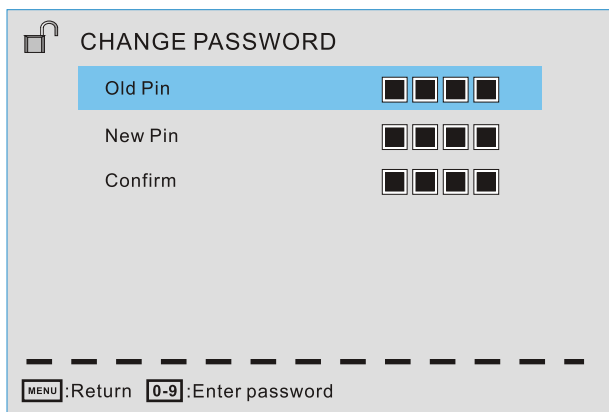 CHANGE PASSWORD
Old Pin
New Pin
Confirm
MENU:Return 0-9:Enter password